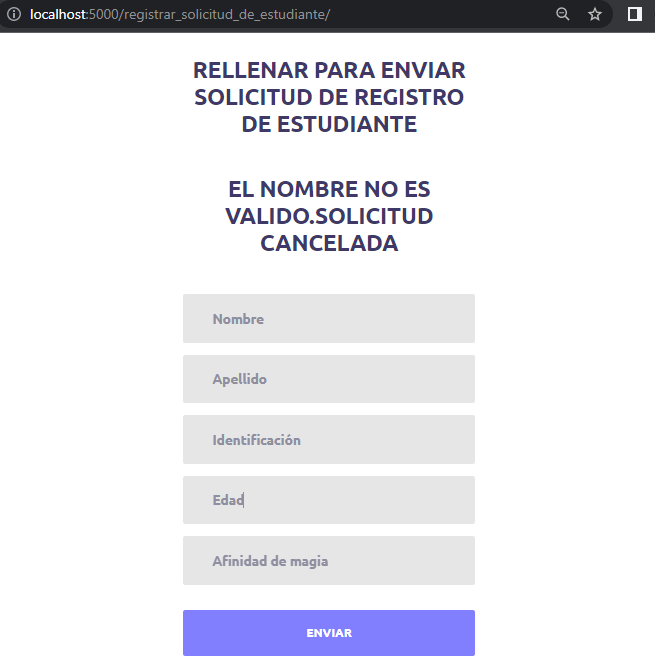 localhost:5000/registrar_solicitud_de_estudiante/
RELLENAR PARA ENVIAR
SOLICITUD DE REGISTRO
DE ESTUDIANTE
EL NOMBRE NO ES
VALIDO.SOLICITUD
CANCELADA
Nombre
Apellido
Identificación
Edad
Afinidad de magia
ENVIAR